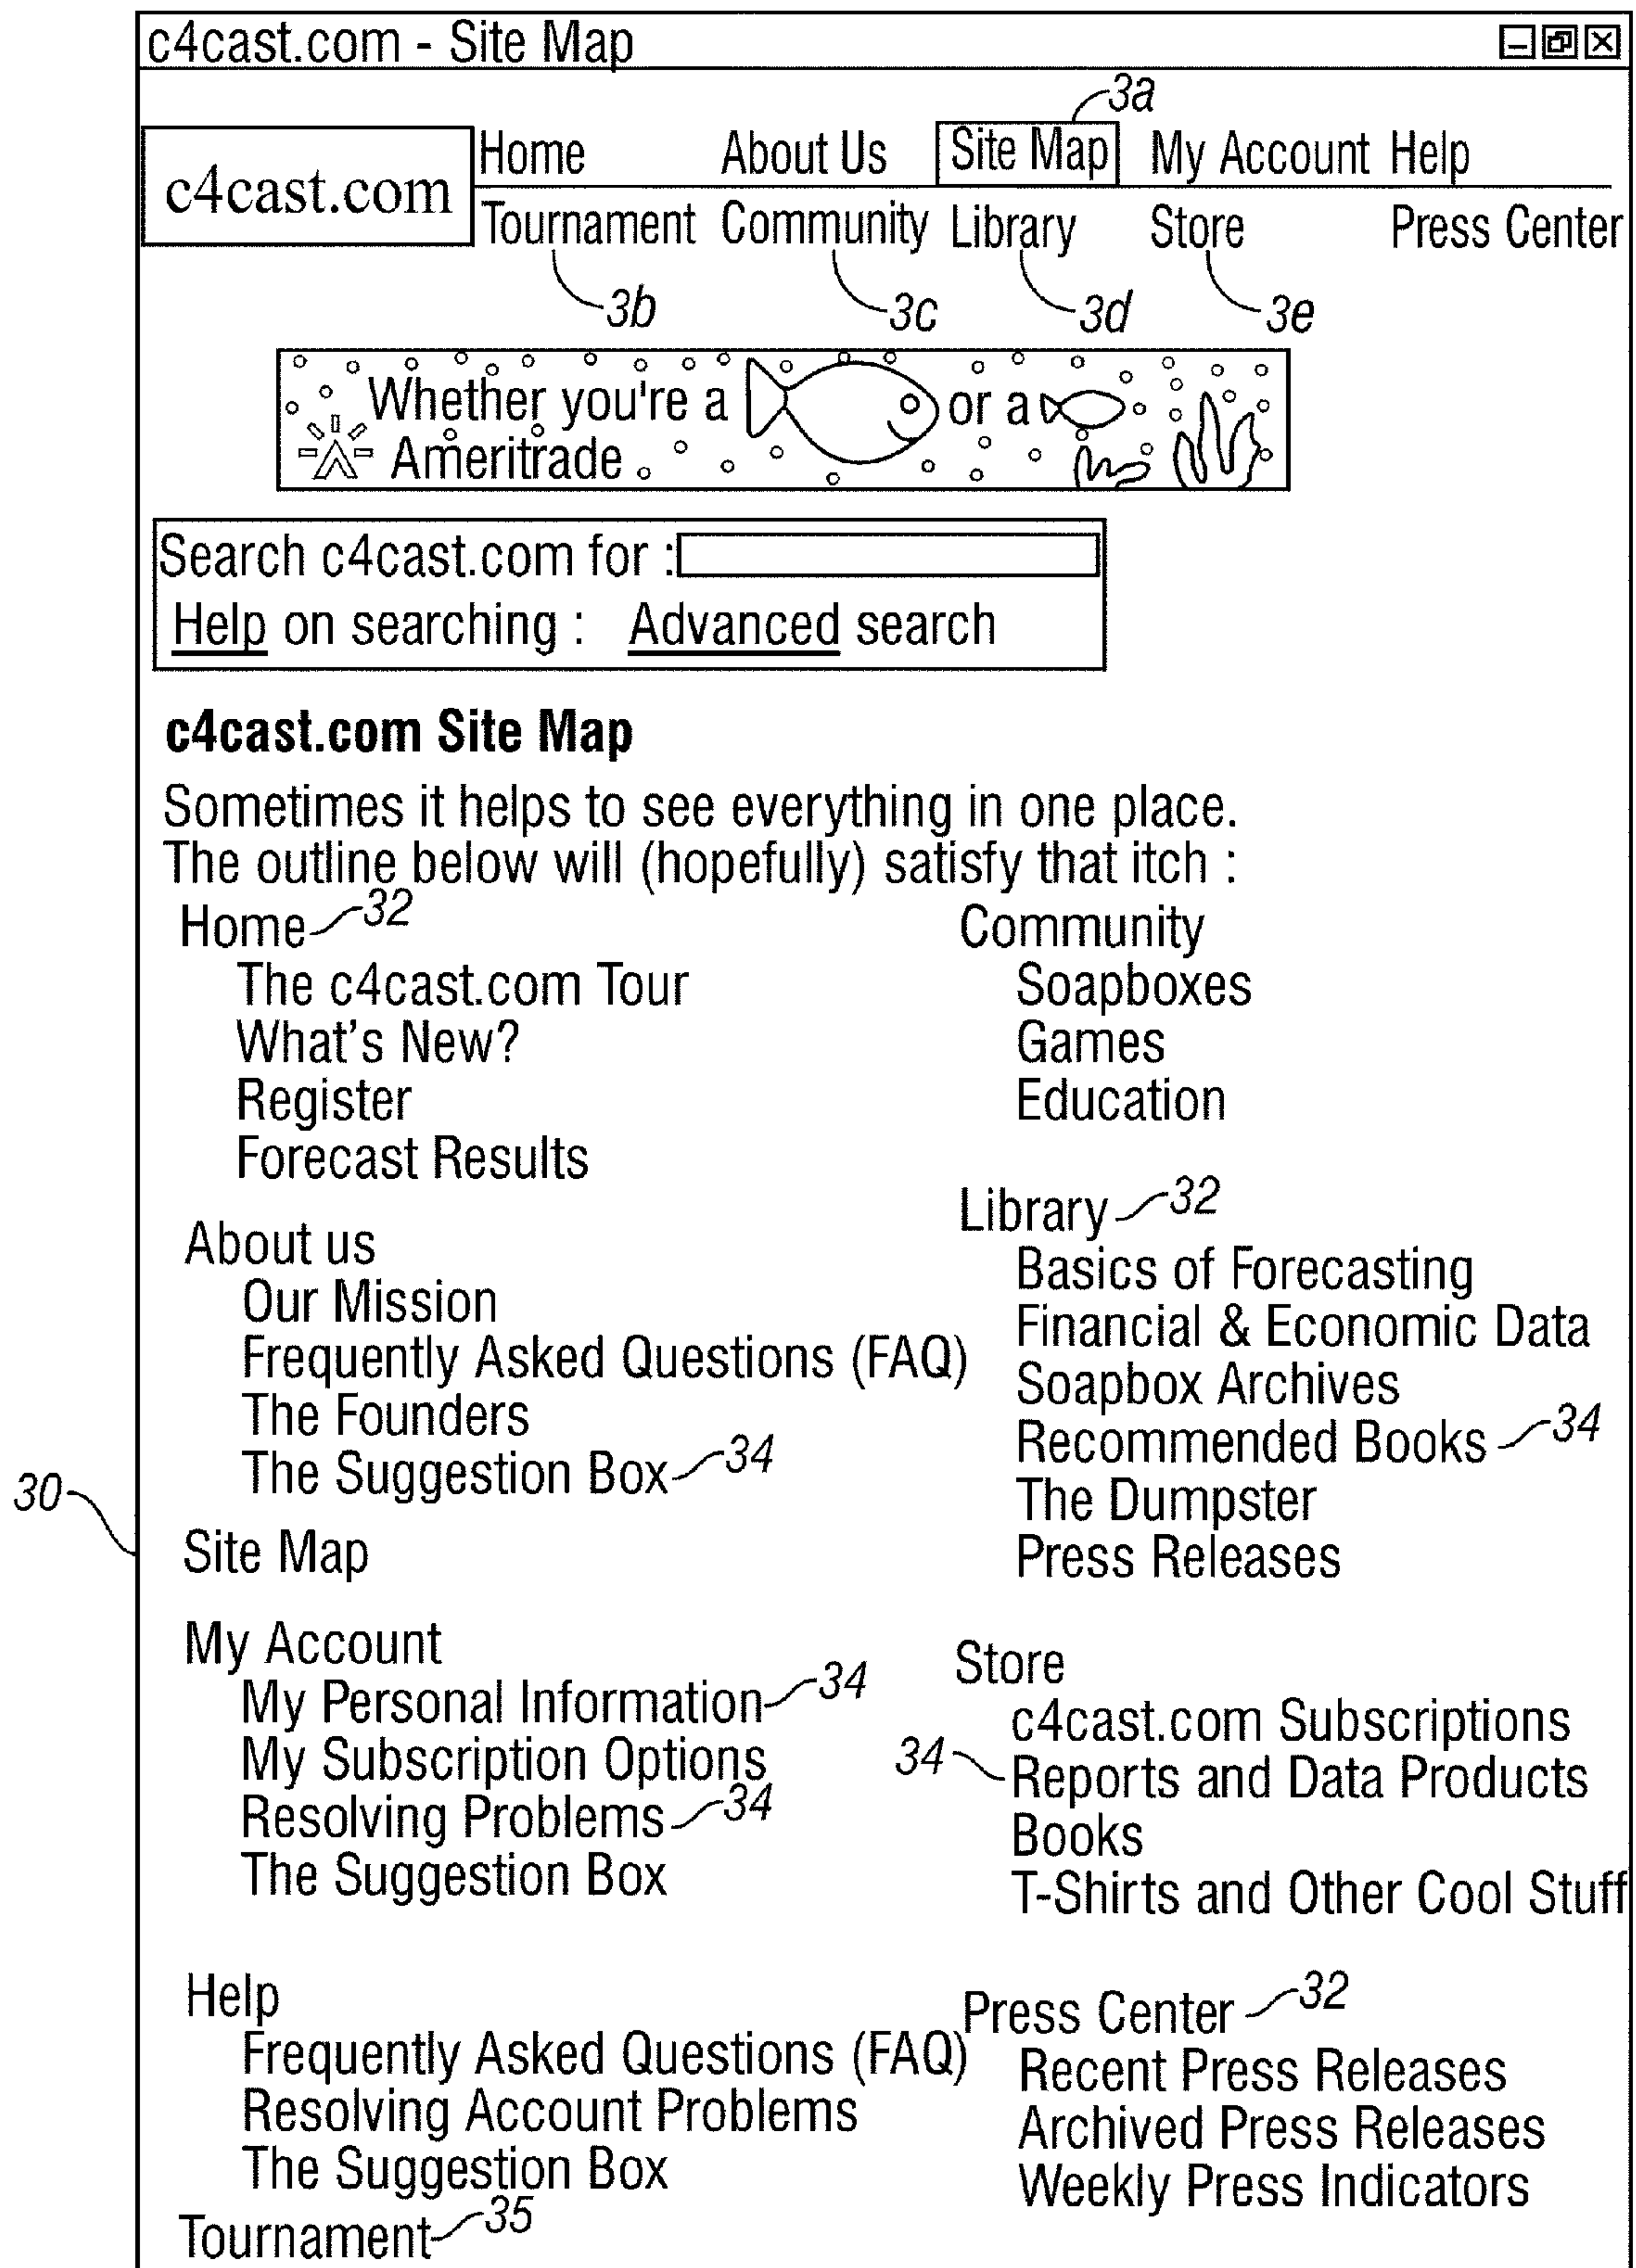 c4cast.com - Site Map
3a
c4cast.com
Home About Us Site Map My Account Help
Tournament Community Library Store Press Center
3b 3c 3d 3e
Whether you're a or a
Ameritrade
Search c4cast.com for :
Help on searching : Advanced search
c4cast.com Site Map
Sometimes it helps to see everything in one place.
The outline below will (hopefully) satisfy that itch :
Home 32
The c4cast.com Tour
What's New?
Register
Forecast Results
About us
Our Mission
Frequently Asked Questions (FAQ)
The Founders
The Suggestion Box 34
30
Site Map
My Account
My Personal Information 34
My Subscription Options
Resolving Problems 34
The Suggestion Box
Help
Frequently Asked Questions (FAQ)
Resolving Account Problems
The Suggestion Box
Tournament 35
Community
Soapboxes
Games
Education
Library 32
Basics of Forecasting
Financial & Economic Data
Soapbox Archives
Recommended Books 34
The Dumpster
Press Releases
Store
c4cast.com Subscriptions
34 Reports and Data Products
Books
T-Shirts and Other Cool Stuff
Press Center 32
Recent Press Releases
Archived Press Releases
Weekly Press Indicators